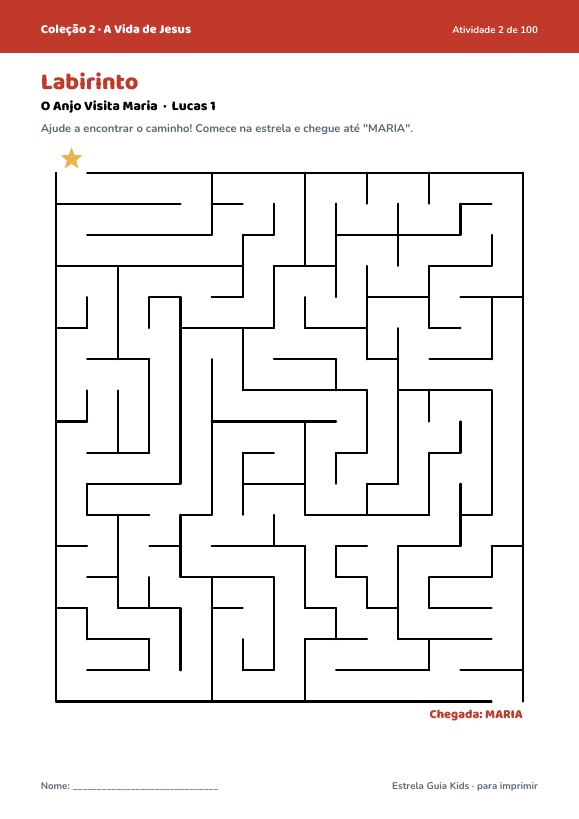 Coleção 2 · A Vida de Jesus
Atividade 2 de 100
Labirinto
O Anjo Visita Maria · Lucas 1
Ajude a encontrar o caminho! Comece na estrela e chegue até "MARIA".
Chegada: MARIA
Nome: ____________________________
Estrela Guia Kids · para imprimir